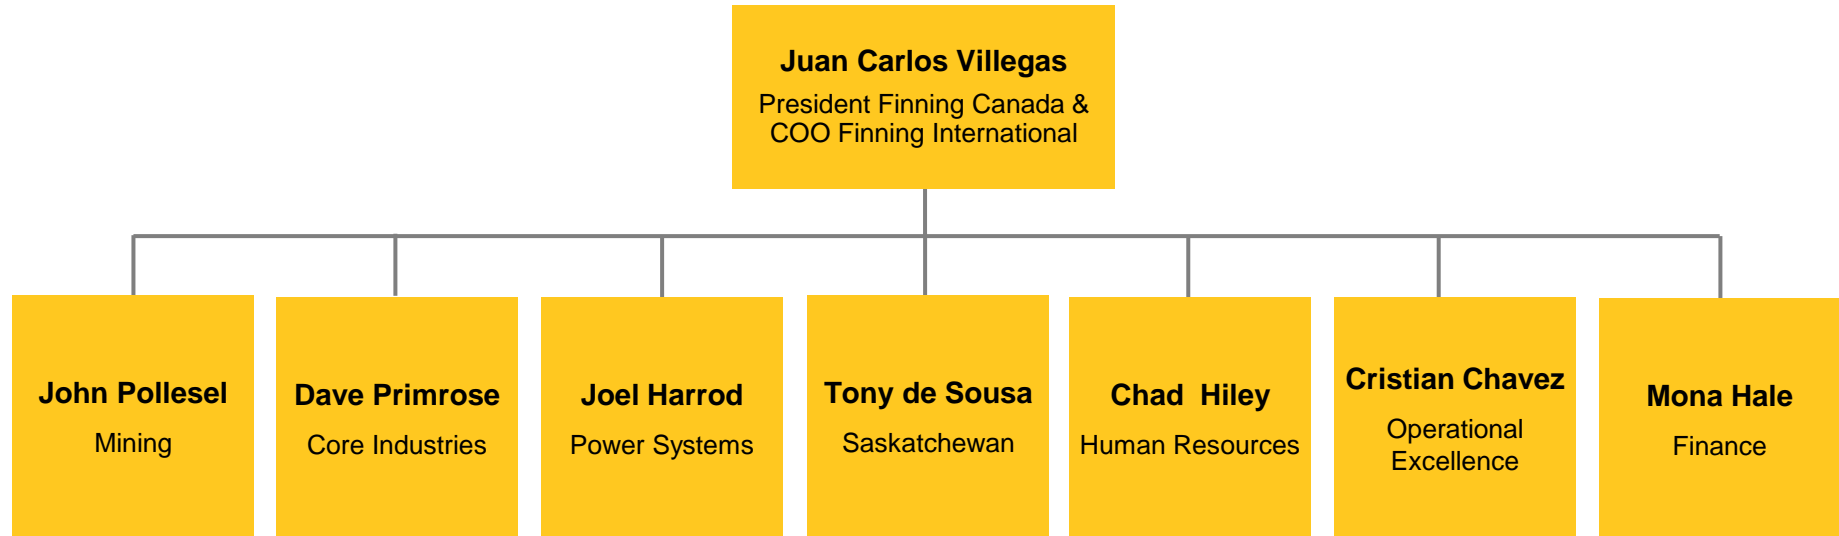 Juan Carlos Villegas
President Finning Canada &
COO Finning International
John Pollesel
Mining
Dave Primrose
Core Industries
Joel Harrod
Power Systems
Tony de Sousa
Saskatchewan
Chad  Hiley
Human Resources
Cristian Chavez
Operational
Excellence
Mona Hale
Finance